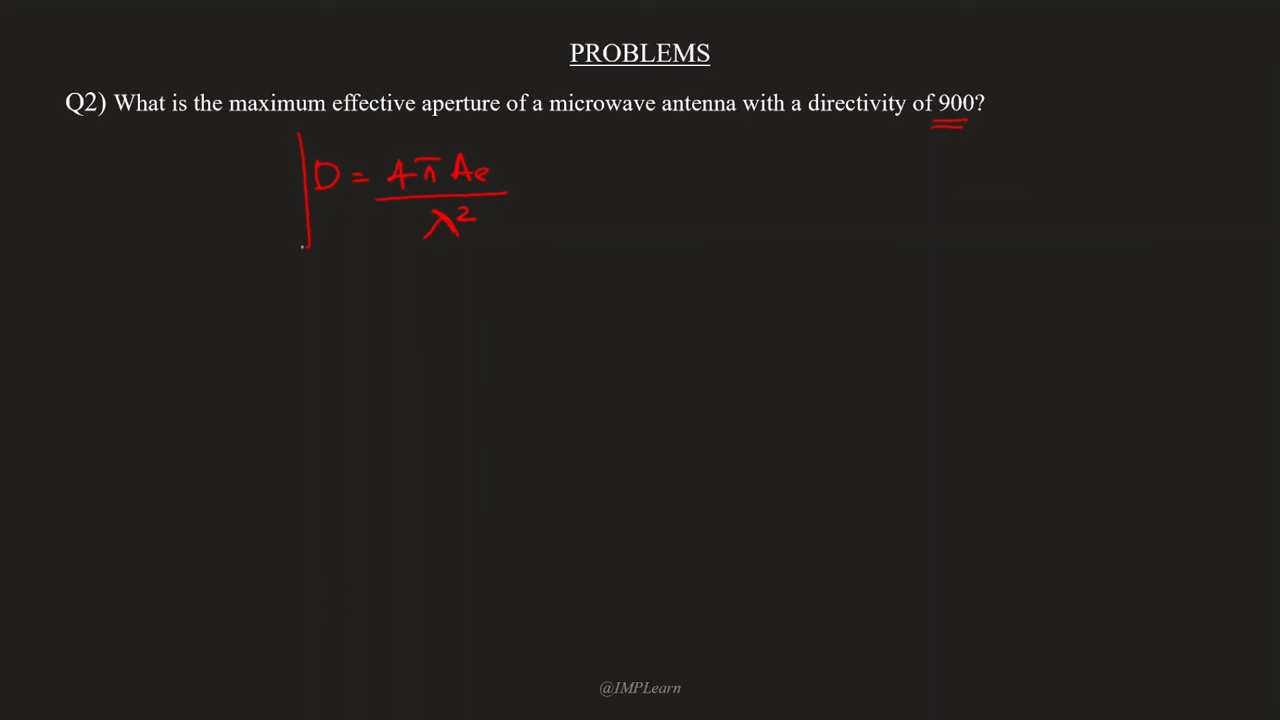 PROBLEMS
Q2) What is the maximum effective aperture of a microwave antenna with a directivity of 900?
D = 4π Ae
λ²
@IMPLearn